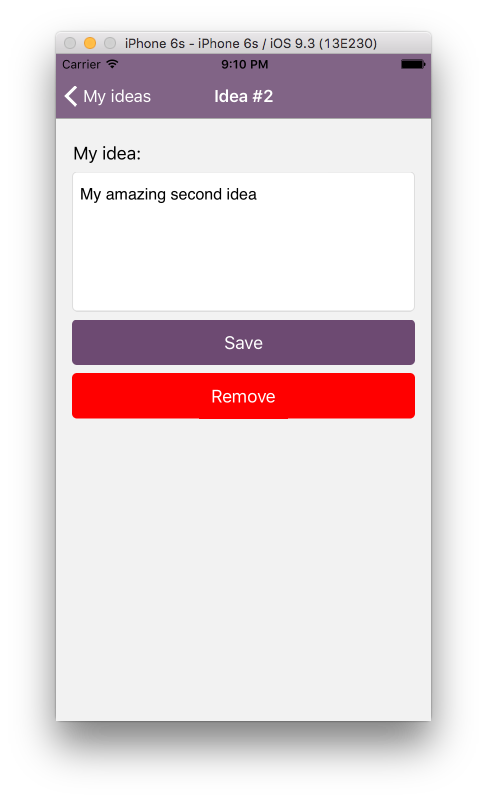 iPhone 6s - iPhone 6s / iOS 9.3 (13E230)
Carrier 9:10 PM
My ideas Idea #2
My idea:
My amazing second idea
Save
Remove